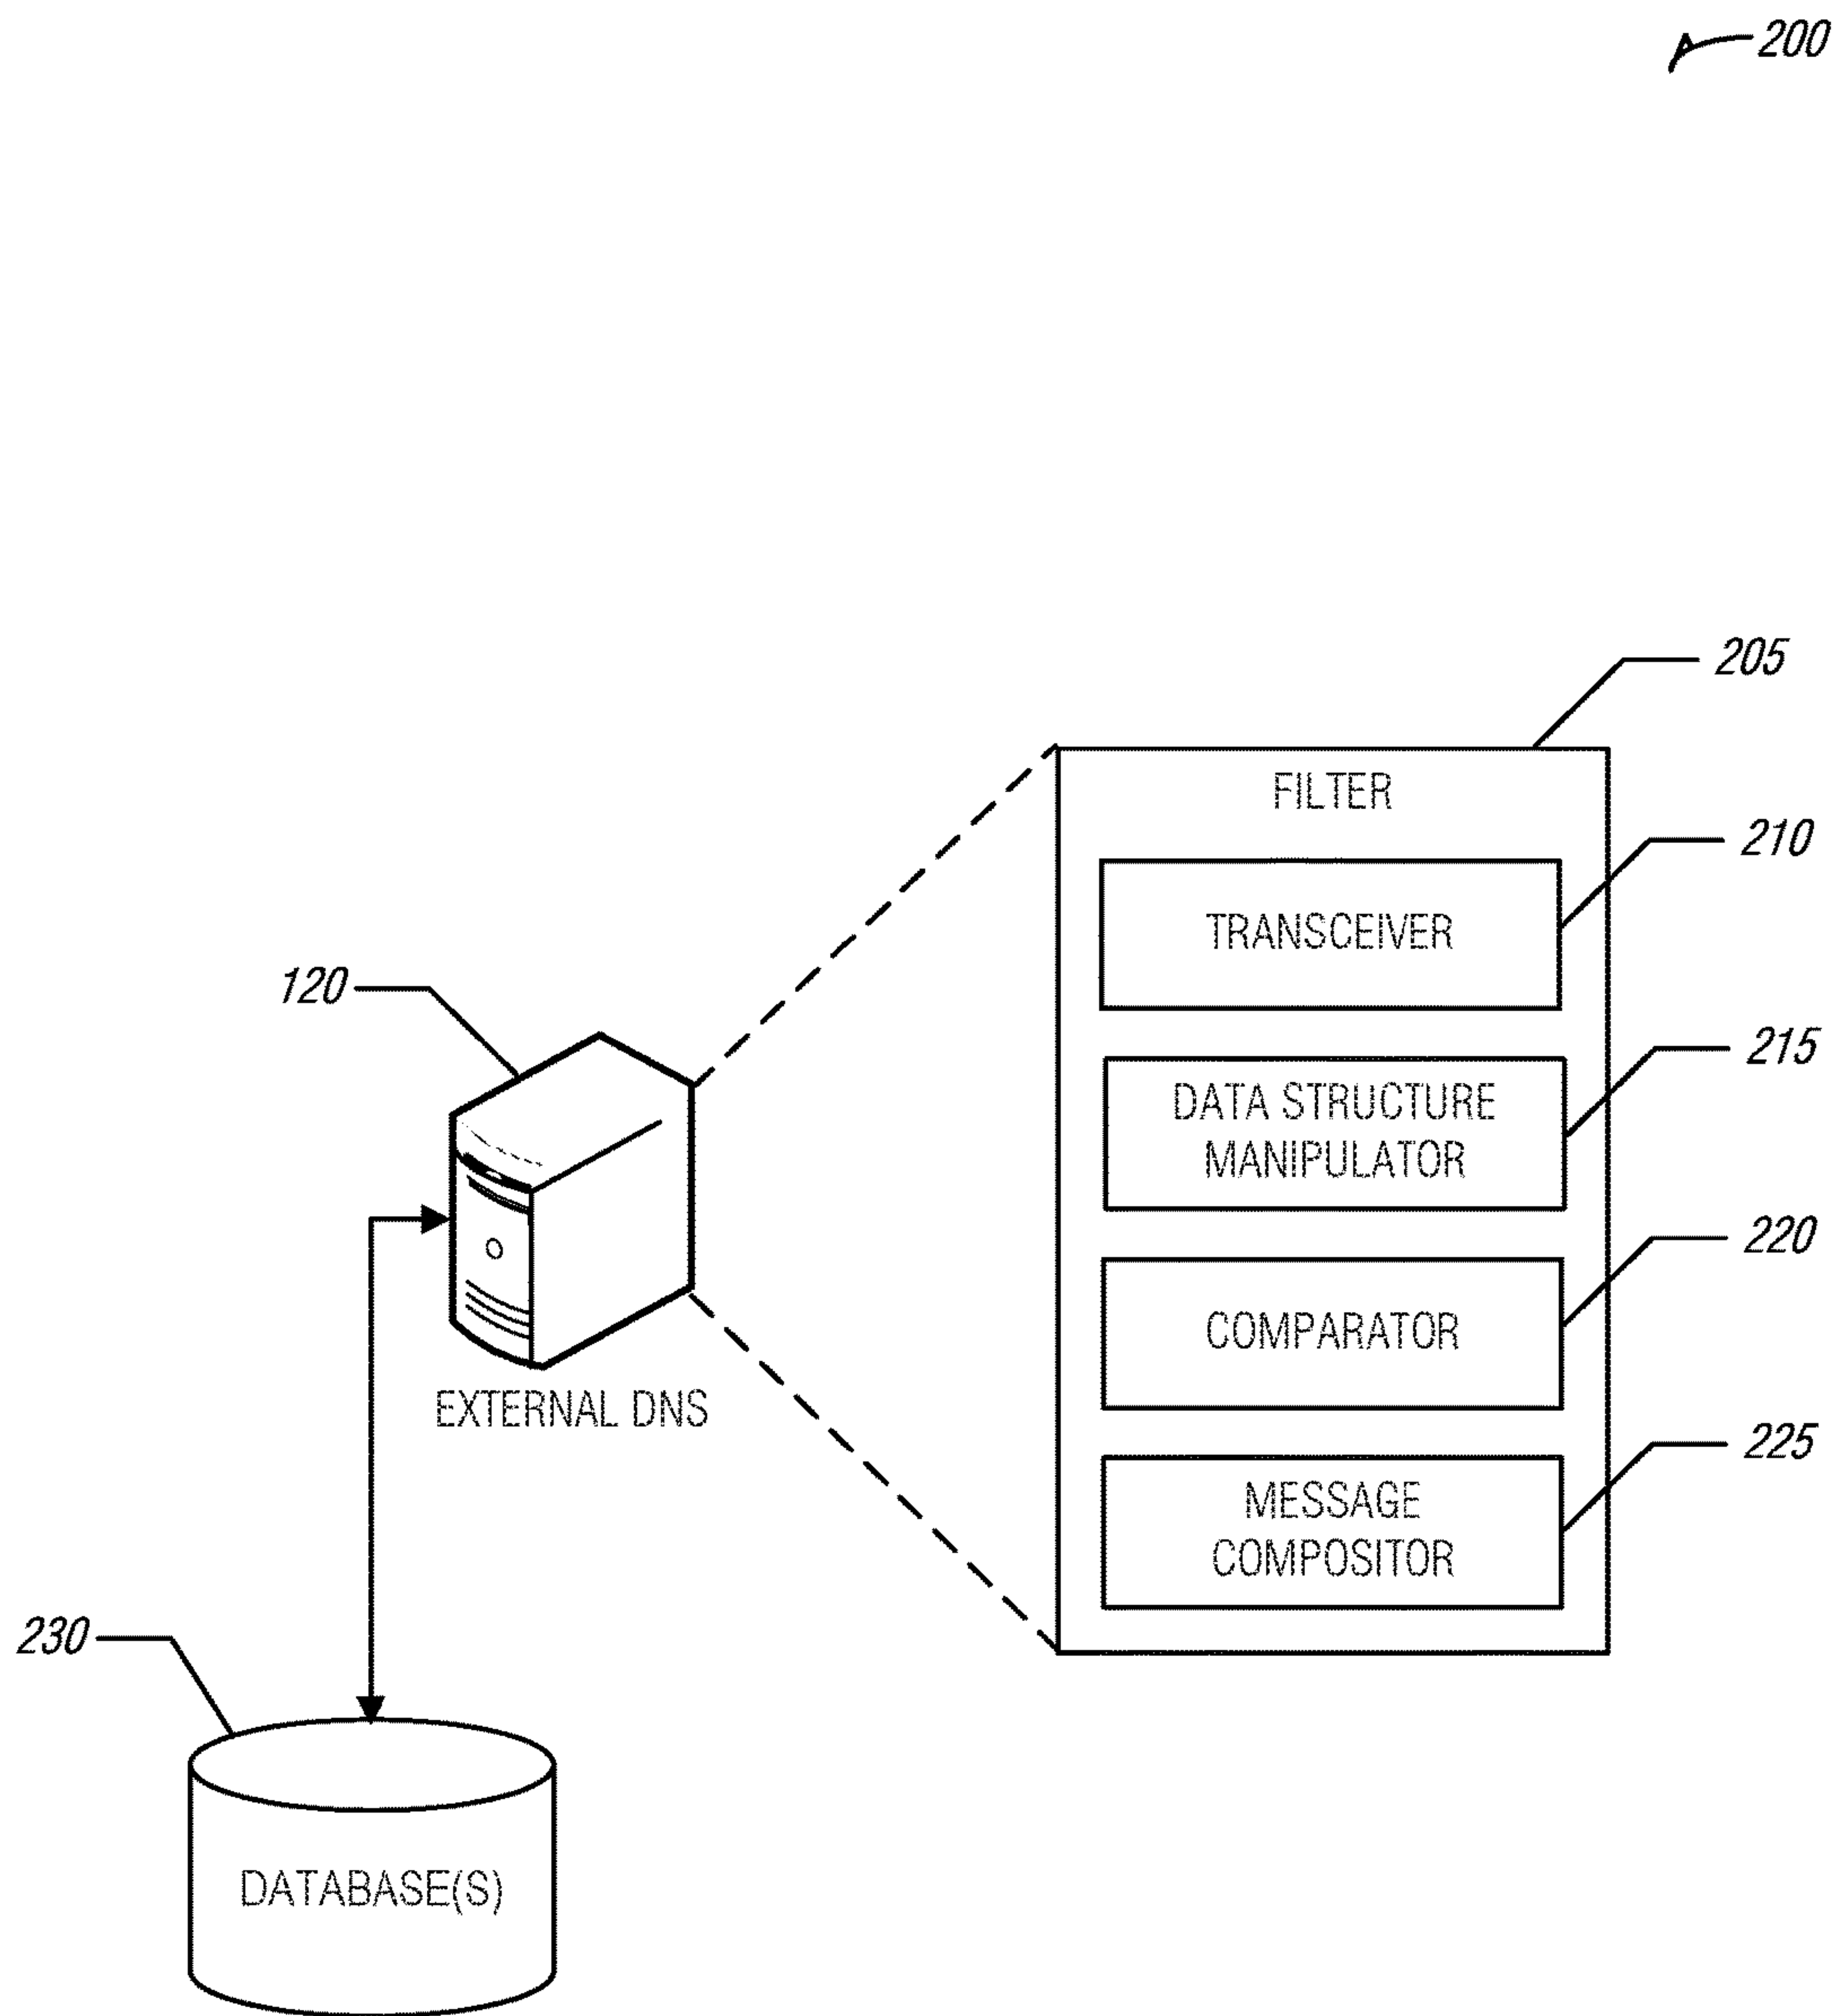 200
205
FILTER
210
TRANSCEIVER
120
215
DATA STRUCTURE
MANIPULATOR
220
COMPARATOR
EXTERNAL DNS
225
MESSAGE
COMPOSITOR
230
DATABASE(S)